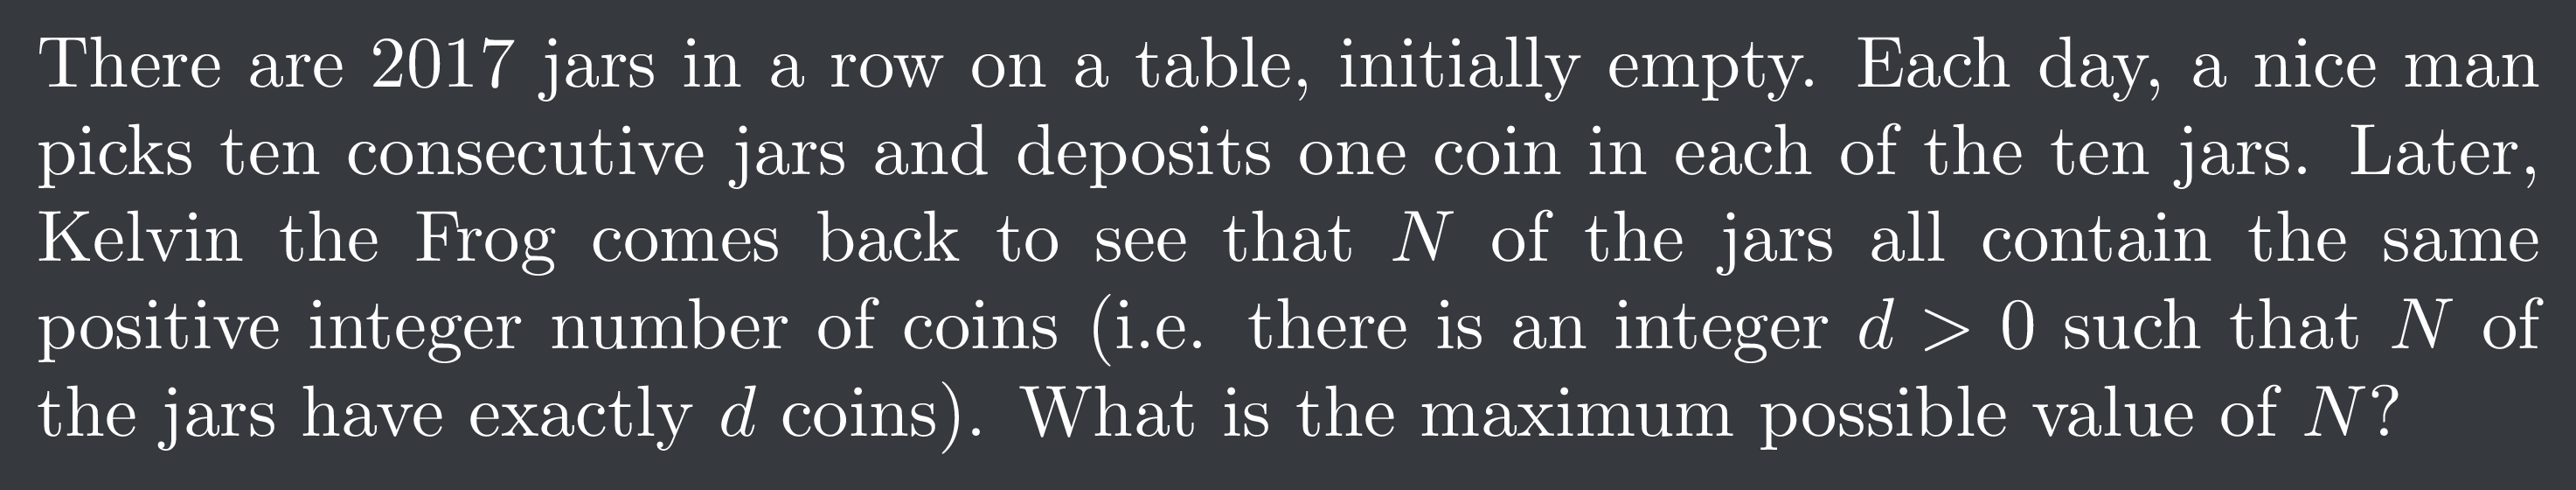 There are 2017 jars in a row on a table, initially empty. Each day, a nice man
picks ten consecutive jars and deposits one coin in each of the ten jars. Later,
Kelvin the Frog comes back to see that N of the jars all contain the same
positive integer number of coins (i.e. there is an integer d > 0 such that N of
the jars have exactly d coins). What is the maximum possible value of N?